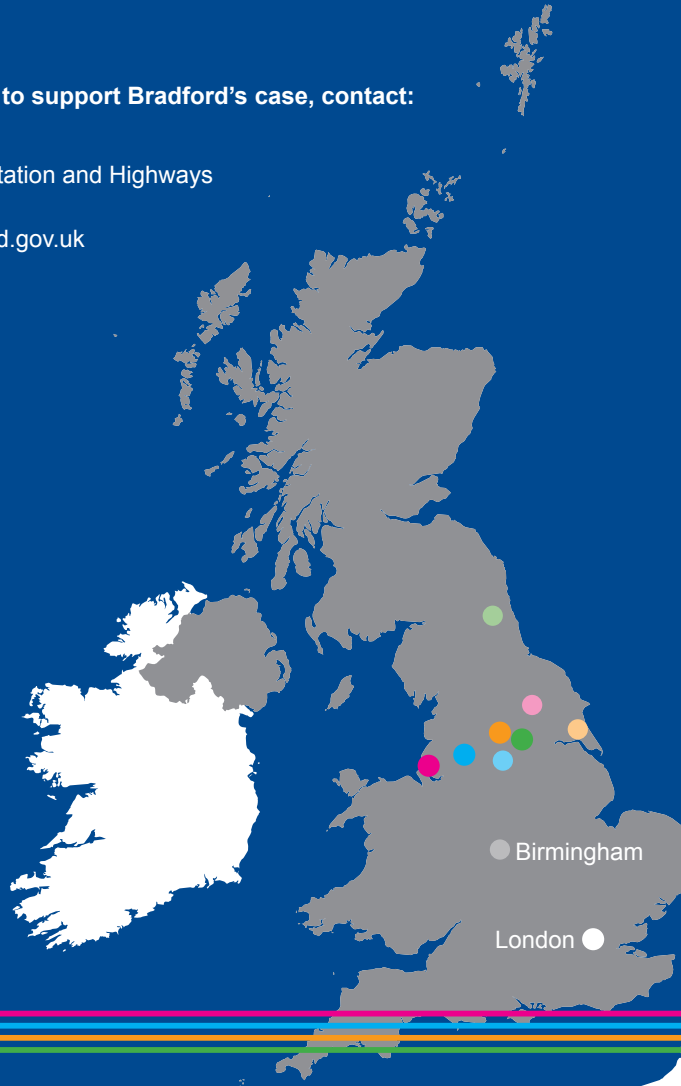 to support Bradford’s case, contact:
tation and Highways
d.gov.uk
Birmingham
London